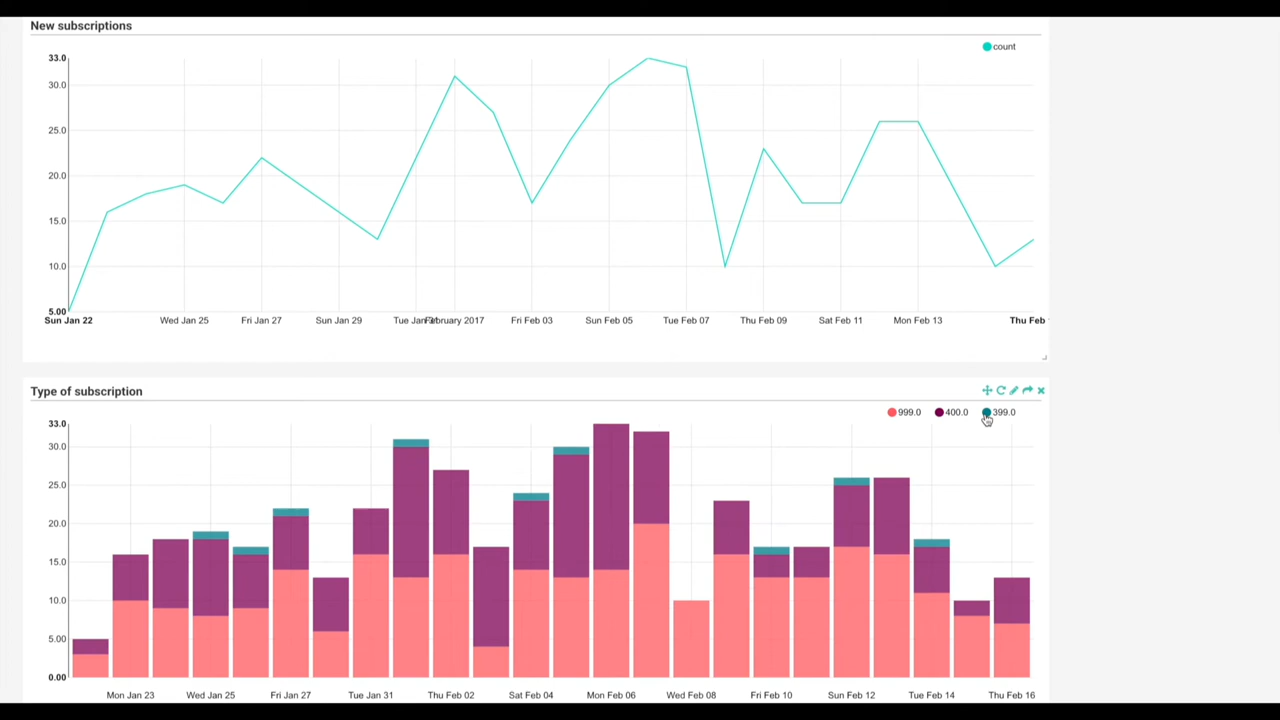 New subscriptions
count
33.0
30.0
25.0
20.0
15.0
10.0
5.00
Sun Jan 22 Wed Jan 25 Fri Jan 27 Sun Jan 29 Tue Jan 31 February 2017 Fri Feb 03 Sun Feb 05 Tue Feb 07 Thu Feb 09 Sat Feb 11 Mon Feb 13 Thu Feb
Type of subscription
999.0 400.0 399.0
33.0
30.0
25.0
20.0
15.0
10.0
5.00
0.00
Mon Jan 23 Wed Jan 25 Fri Jan 27 Tue Jan 31 Thu Feb 02 Sat Feb 04 Mon Feb 06 Wed Feb 08 Fri Feb 10 Sun Feb 12 Tue Feb 14 Thu Feb 16